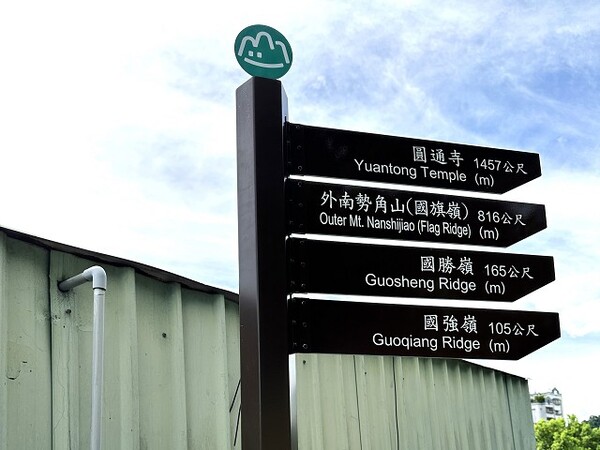 圓通寺 1457公尺
Yuantong Temple (m)
外南勢角山(國旗嶺) 816公尺
Outer Mt. Nanshijiao (Flag Ridge) (m)
國勝嶺 165公尺
Guosheng Ridge (m)
國強嶺 105公尺
Guoqiang Ridge (m)